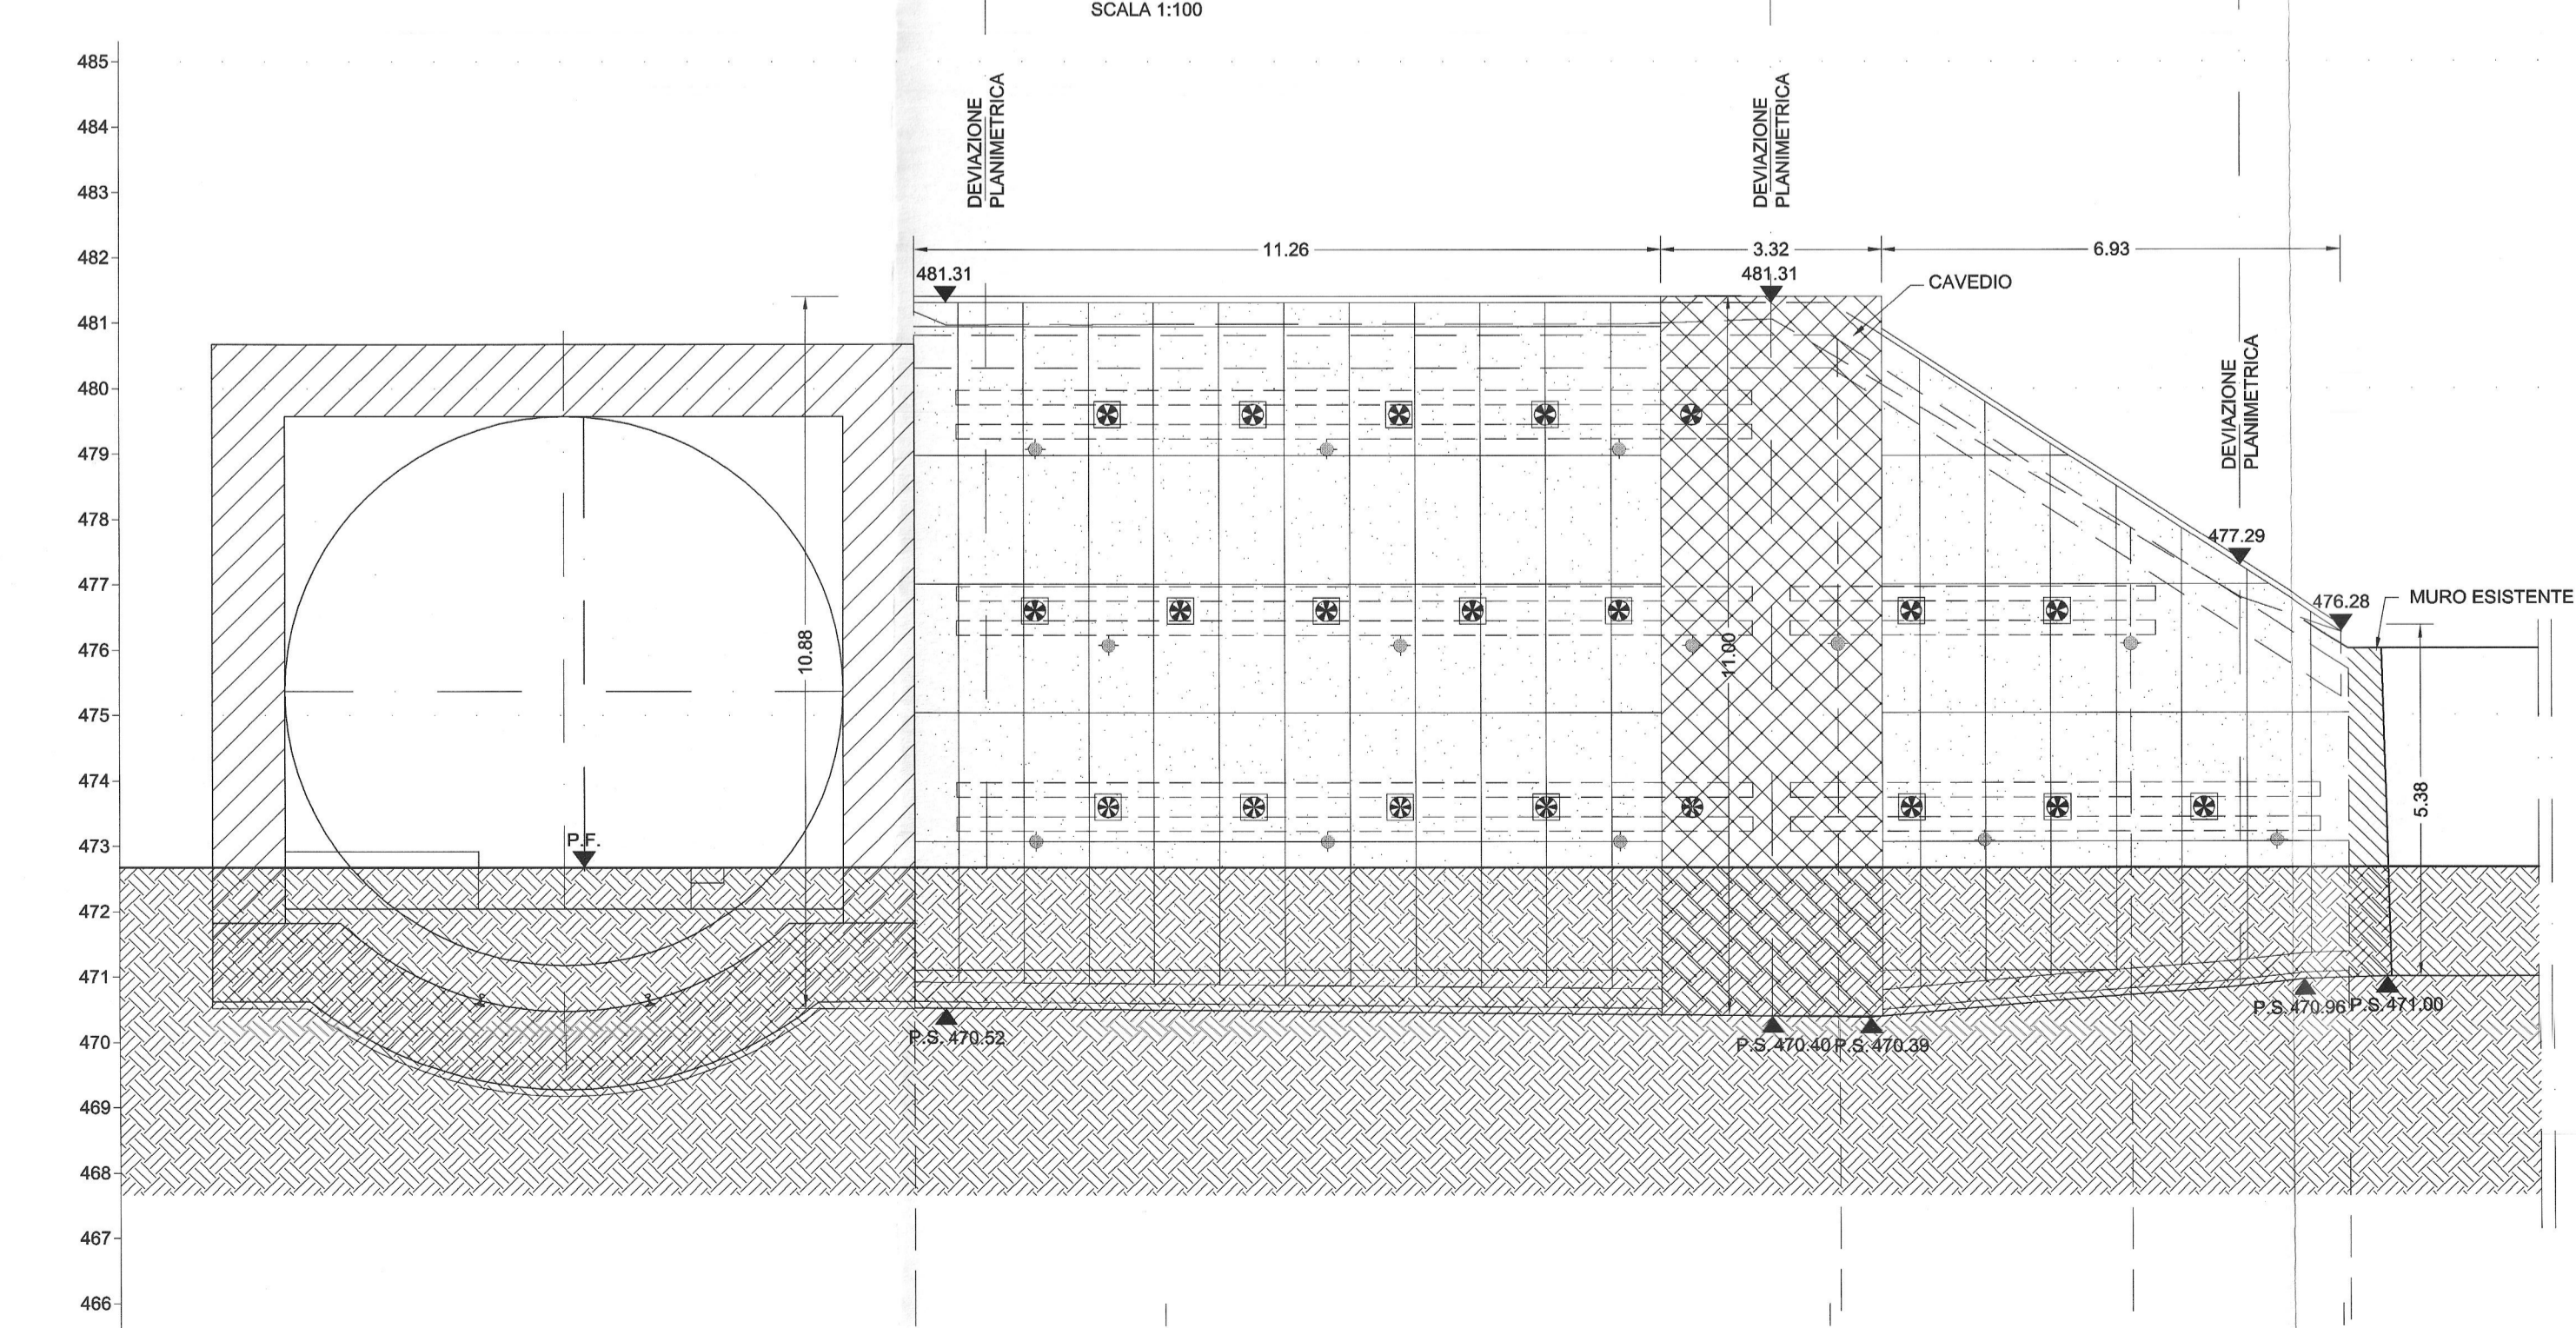 SCALA 1:100
485
484
483
482
481
480
479
478
477
476
475
474
473
472
471
470
469
468
467
466
DEVIAZIONE
PLANIMETRICA
DEVIAZIONE
PLANIMETRICA
11.26
3.32
6.93
481.31
481.31
CAVEDIO
DEVIAZIONE
PLANIMETRICA
477.29
476.28
MURO ESISTENTE
10.88
11.00
5.38
P.F.
P.S. 470.52
P.S. 470.40
P.S. 470.39
P.S. 470.96
P.S. 471.00